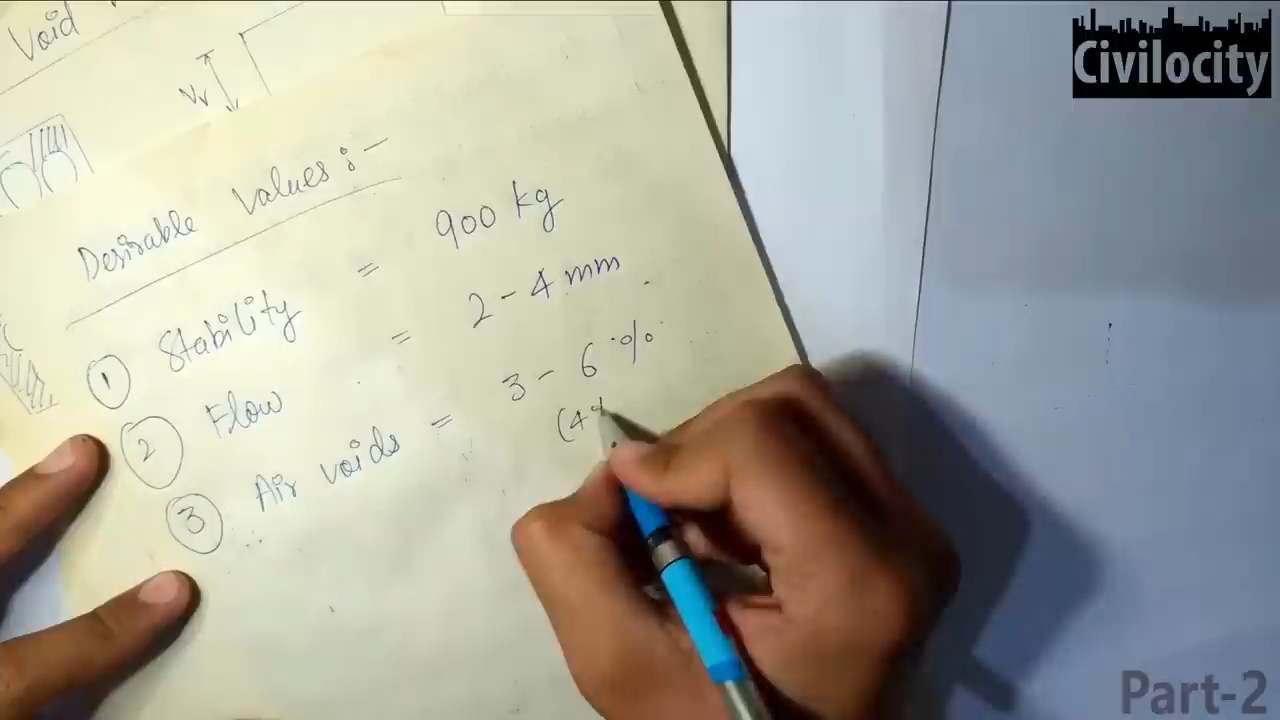 Void
Vv
Desirable values :-
① Stability = 900 kg
② Flow = 2 - 4 mm
③ Air voids = 3 - 6 %
(4%
Civilocity
Part-2